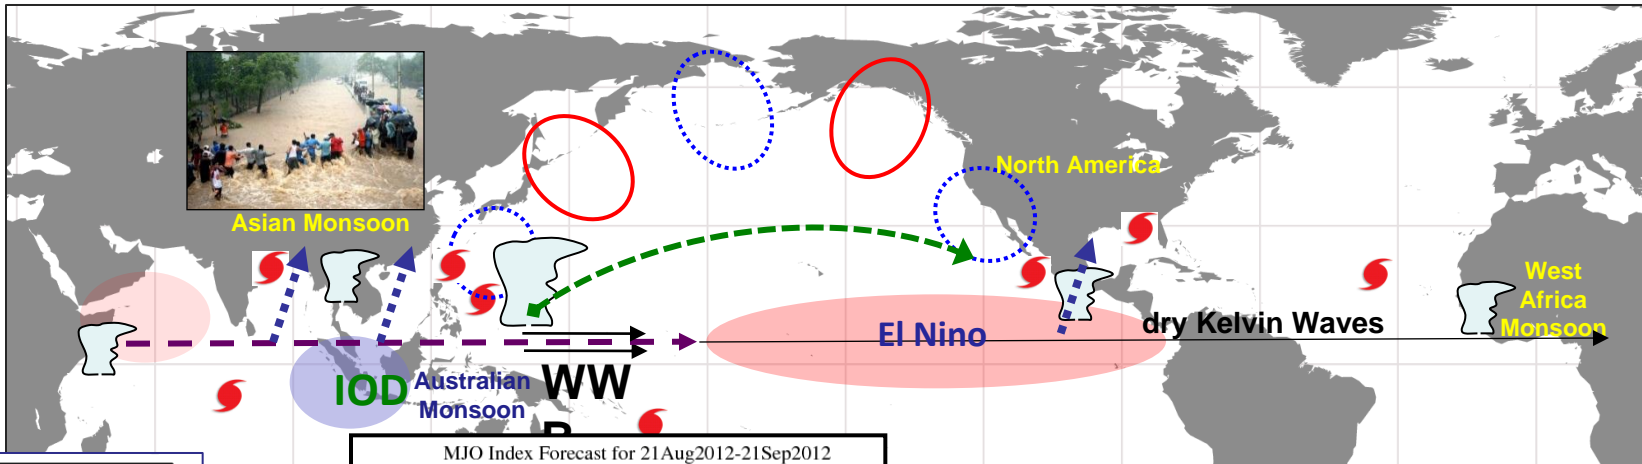 North America
Asian Monsoon
West
Africa
Monsoon
dry Kelvin Waves
El Nino
IOD
Australian
Monsoon
WW
MJO Index Forecast for 21Aug2012-21Sep2012